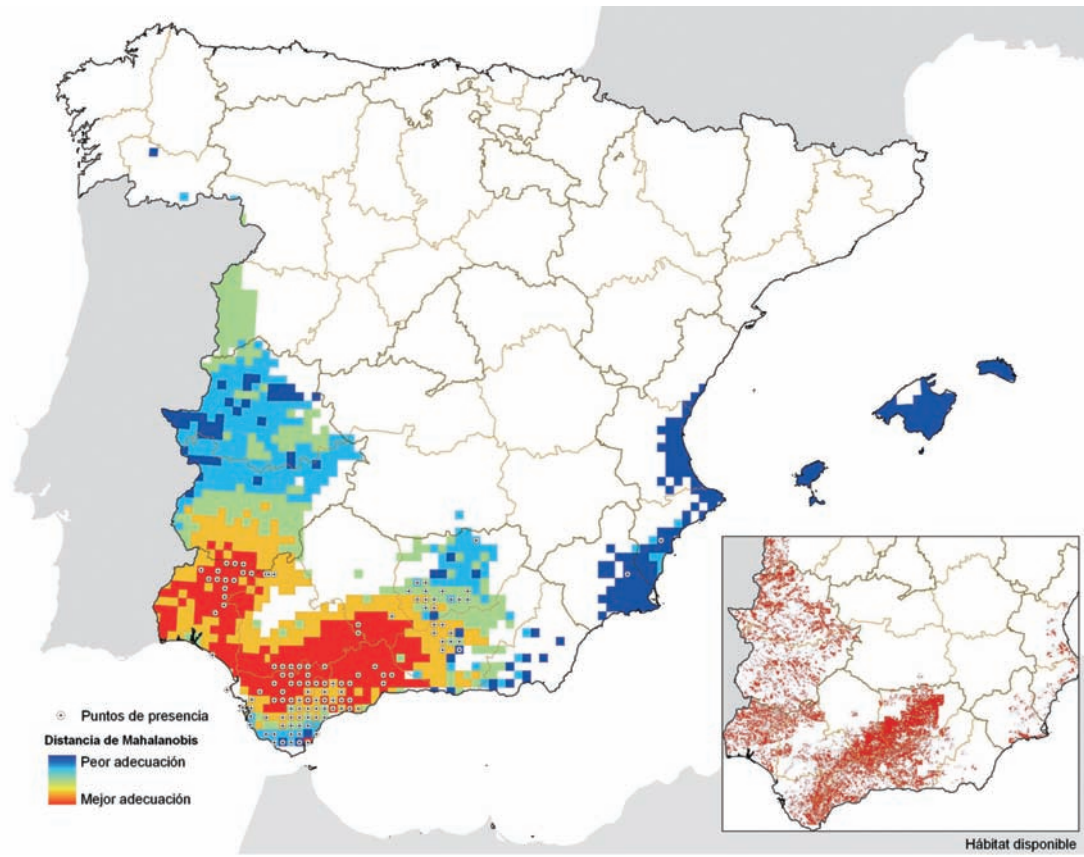 Puntos de presencia
Distancia de Mahalanobis
Peor adecuación
Mejor adecuación
Hábitat disponible